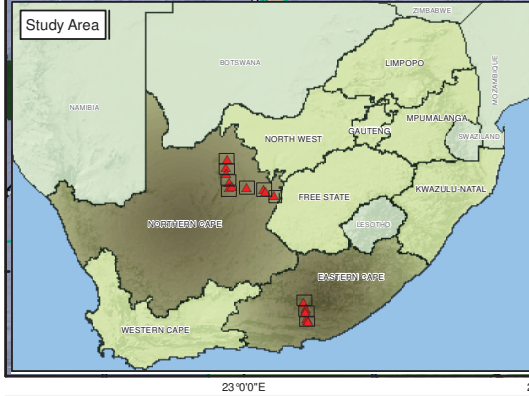 Study Area
ZIMBABWE
BOTSWANA
LIMPOPO
MOZAMBIQUE
NAMIBIA
MPUMALANGA
NORTH WEST
GAUTENG
SWAZILAND
KWAZULU-NATAL
FREE STATE
NORTHERN CAPE
LESOTHO
EASTERN CAPE
WESTERN CAPE
23°0'0"E